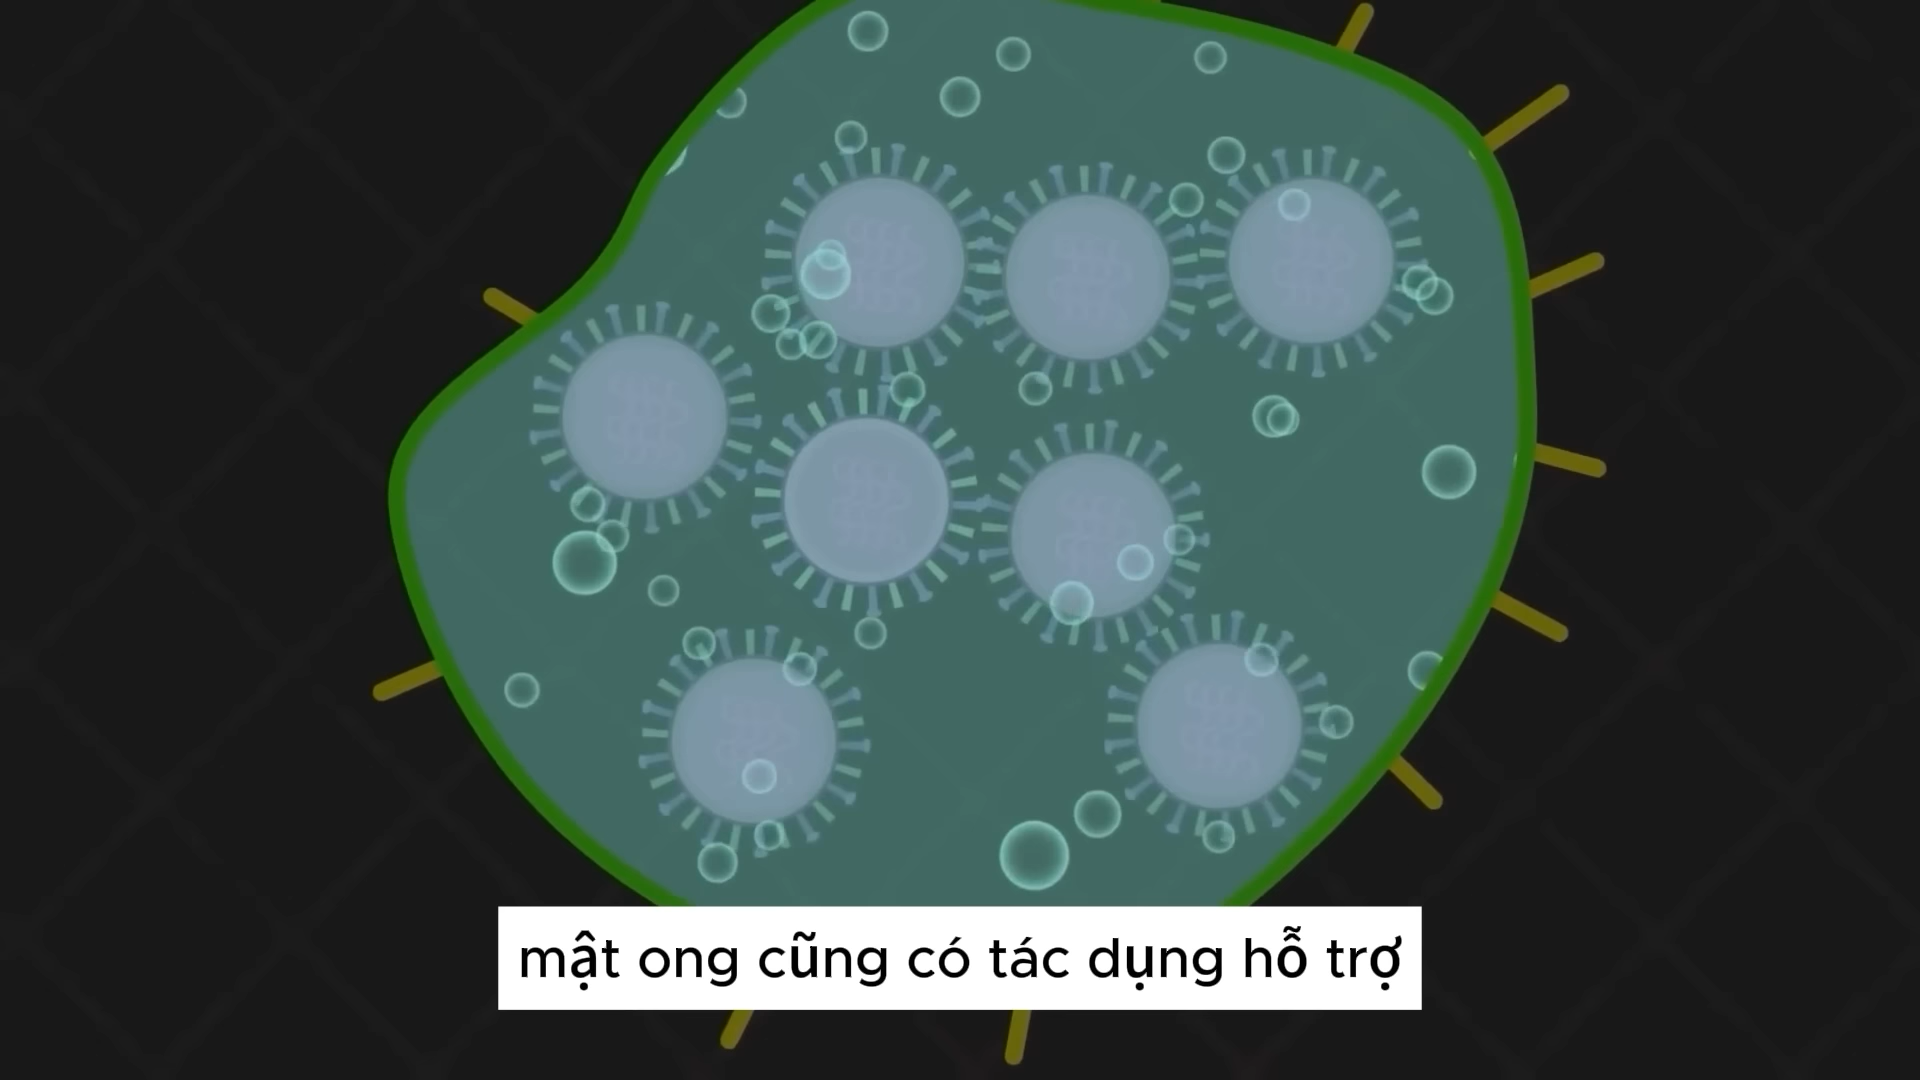 mật ong cũng có tác dụng hỗ trợ